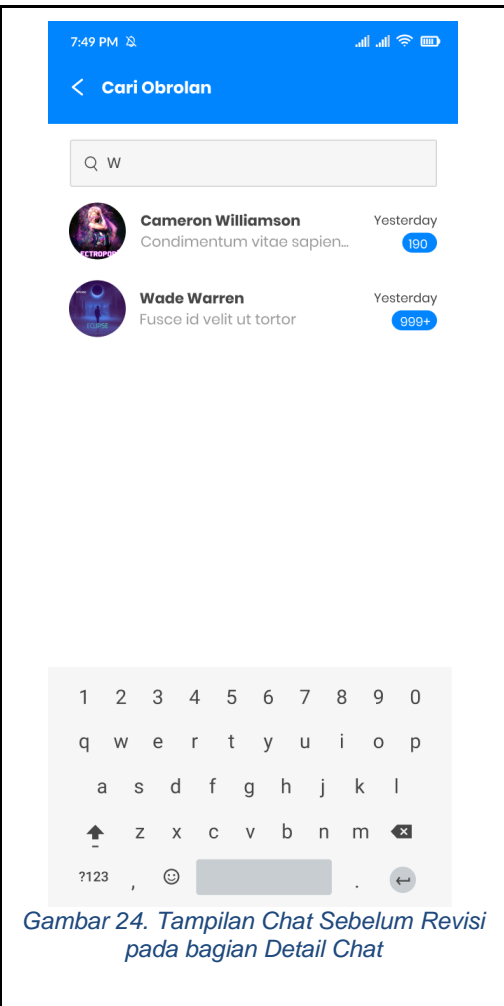 7:49 PM
Cari Obrolan
W
Cameron Williamson Yesterday
Condimentum vitae sapien... 190
CTROPOP
Wade Warren Yesterday
Fusce id velit ut tortor 999+
ECLIPSE
1 2 3 4 5 6 7 8 9 0
q w e r t y u i o p
a s d f g h j k l
z x c v b n m
?123 , .
Gambar 24. Tampilan Chat Sebelum Revisi
pada bagian Detail Chat